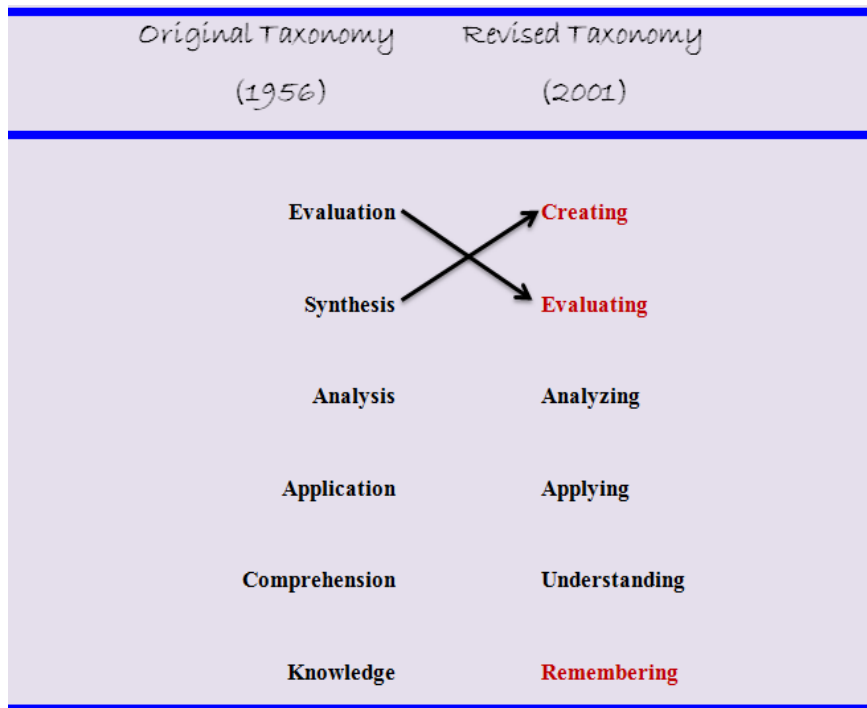 Original Taxonomy Revised Taxonomy
(1956) (2001)
Evaluation Creating
Synthesis Evaluating
Analysis Analyzing
Application Applying
Comprehension Understanding
Knowledge Remembering